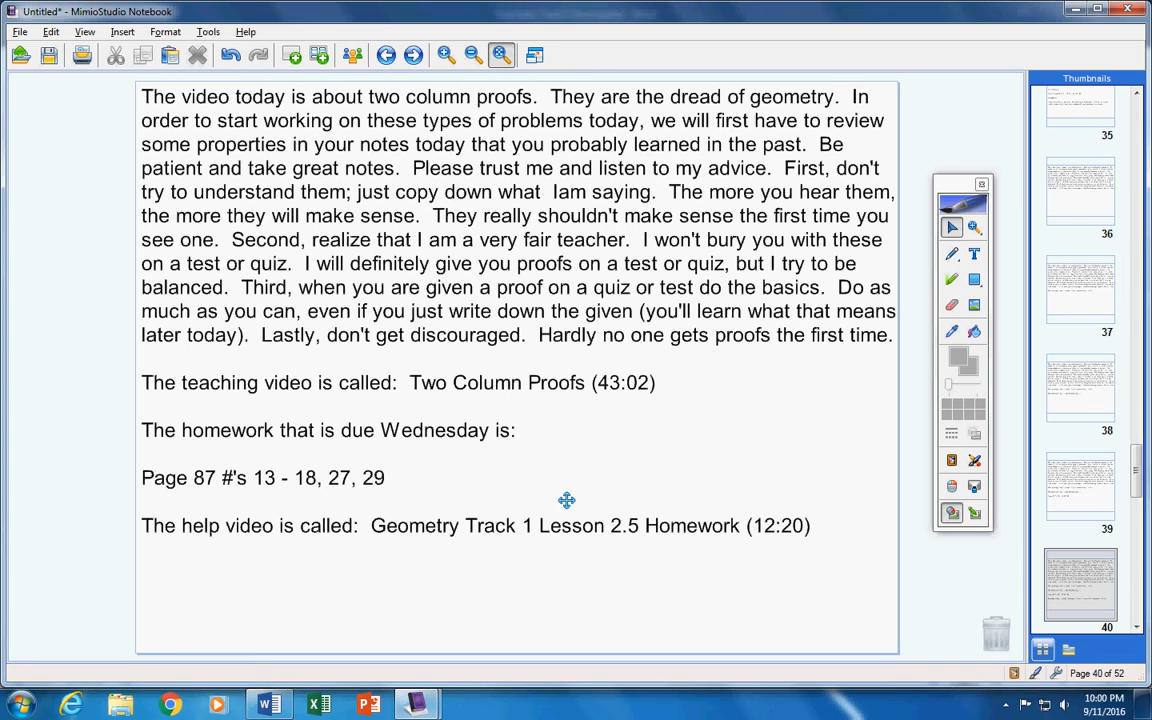 Untitled* - MimioStudio Notebook
File Edit View Insert Format Tools Help
The video today is about two column proofs. They are the dread of geometry. In
order to start working on these types of problems today, we will first have to review
some properties in your notes today that you probably learned in the past. Be
patient and take great notes. Please trust me and listen to my advice. First, don't
try to understand them; just copy down what Iam saying. The more you hear them,
the more they will make sense. They really shouldn't make sense the first time you
see one. Second, realize that I am a very fair teacher. I won't bury you with these
on a test or quiz. I will definitely give you proofs on a test or quiz, but I try to be
balanced. Third, when you are given a proof on a quiz or test do the basics. Do as
much as you can, even if you just write down the given (you'll learn what that means
later today). Lastly, don't get discouraged. Hardly no one gets proofs the first time.
The teaching video is called: Two Column Proofs (43:02)
The homework that is due Wednesday is:
Page 87 #'s 13 - 18, 27, 29
The help video is called: Geometry Track 1 Lesson 2.5 Homework (12:20)
Thumbnails
35
36
37
38
39
40
Page 40 of 52
10:00 PM
9/11/2016